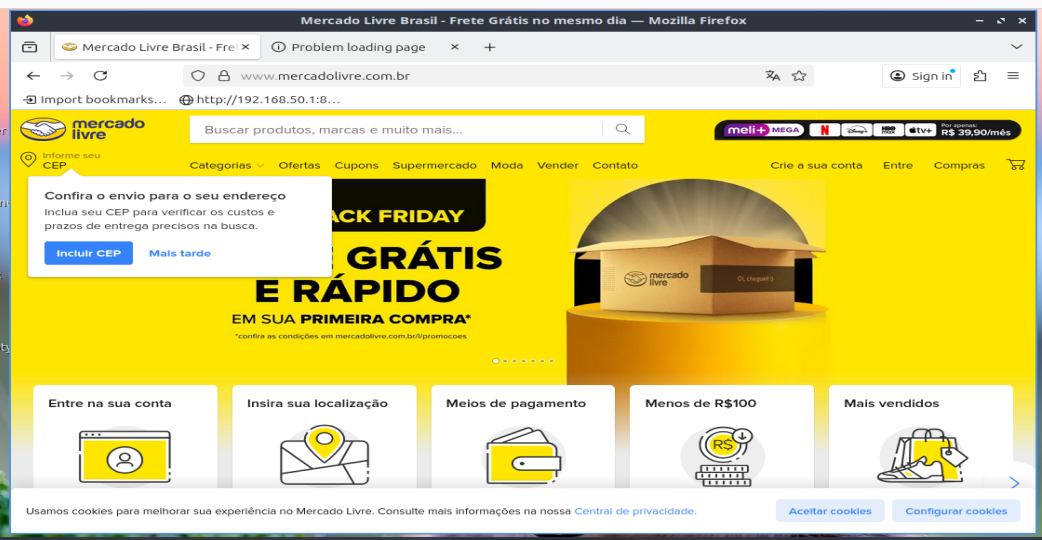 Mercado Livre Brasil - Frete Grátis no mesmo dia — Mozilla Firefox
Mercado Livre Brasil - Fre
Problem loading page
www.mercadolivre.com.br
Sign in
Import bookmarks...
http://192.168.50.1:8...
mercado
livre
Buscar produtos, marcas e muito mais...
meli+ MEGA
N
HBO
max
tv+
Por apenas:
R$ 39,90/mês
Informe seu
CEP
Categorias
Ofertas
Cupons
Supermercado
Moda
Vender
Contato
Crie a sua conta
Entre
Compras
Confira o envio para o seu endereço
Inclua seu CEP para verificar os custos e
prazos de entrega precisos na busca.
Incluir CEP
Mais tarde
ACK FRIDAY
GRÁTIS
E RÁPIDO
EM SUA PRIMEIRA COMPRA*
*confira as condições em mercadolivre.com.br/l/promocoes
mercado
livre
Oi, cheguei! :)
Entre na sua conta
Insira sua localização
Meios de pagamento
Menos de R$100
Mais vendidos
R$
Usamos cookies para melhorar sua experiência no Mercado Livre. Consulte mais informações na nossa Central de privacidade.
Aceitar cookies
Configurar cookies